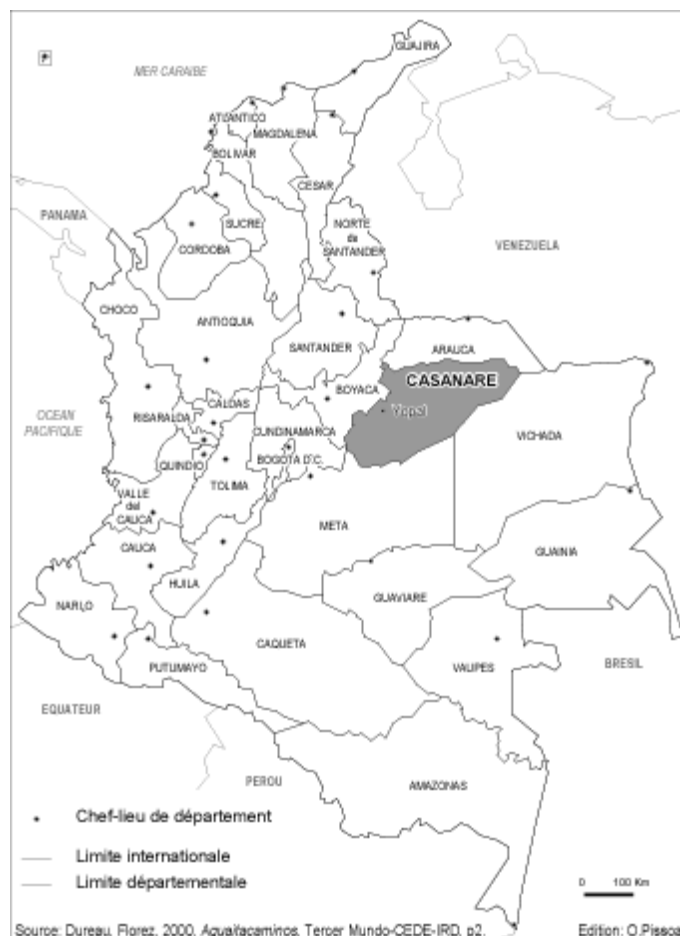 GUAJIRA
MER CARAIBE
ATLANTICO
MAGDALENA
BOLIVAR
CESAR
PANAMA
SUCRE
NORTE
de
SANTANDER
CORDOBA
VENEZUELA
CHOCO
ANTIOQUIA
SANTANDER
ARAUCA
CASANARE
BOYACA
Yopal
CALDAS
OCEAN
PACIFIQUE
RISARALDA
CUNDINAMARCA
VICHADA
BOGOTA D.C.
QUINDIO
TOLIMA
VALLE
del
CAUCA
META
CAUCA
GUAINIA
HUILA
GUAVIARE
NARI,O
CAQUETA
PUTUMAYO
VAUPES
BRESIL
EQUATEUR
PEROU
AMAZONAS
Chef-lieu de département
Limite internationale
Limite départementale
0 100 Km
Source: Dureau, Florez, 2000, Aguaitacaminos, Tercer Mundo-CEDE-IRD, p2.
Edition: O.Pissoa